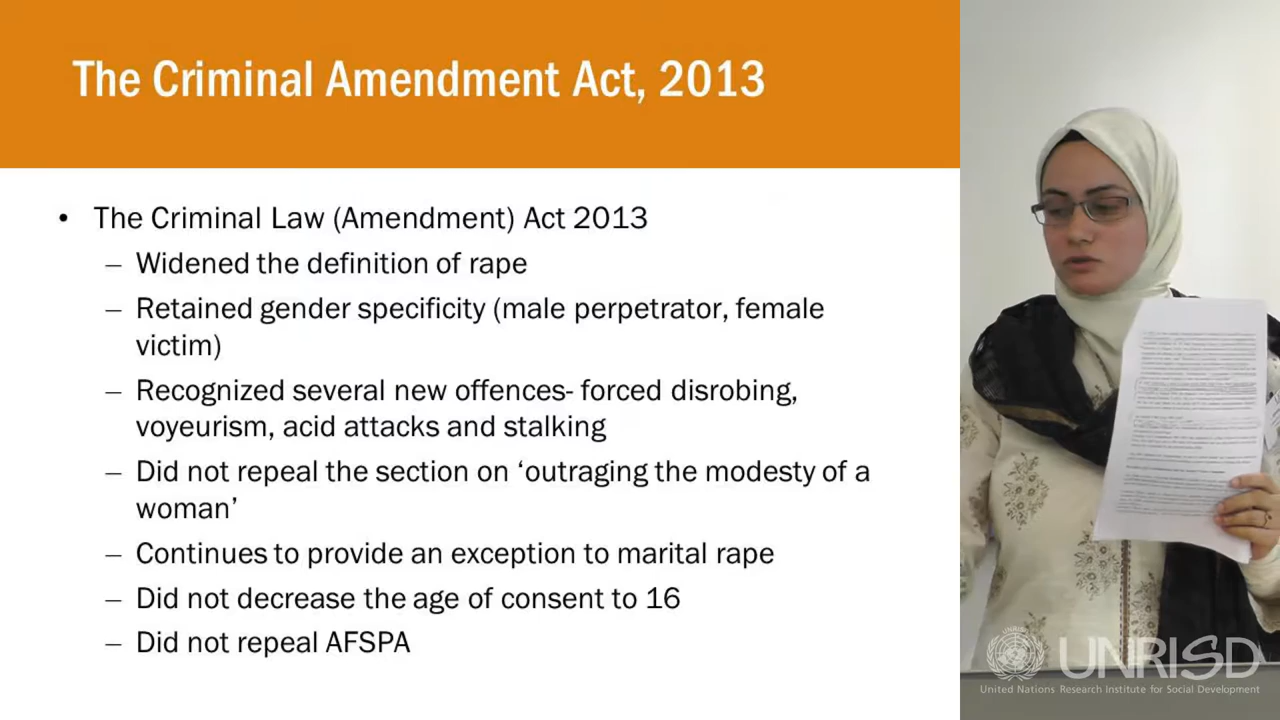 The Criminal Amendment Act, 2013
• The Criminal Law (Amendment) Act 2013
– Widened the definition of rape
– Retained gender specificity (male perpetrator, female
victim)
– Recognized several new offences- forced disrobing,
voyeurism, acid attacks and stalking
– Did not repeal the section on ‘outraging the modesty of a
woman’
– Continues to provide an exception to marital rape
– Did not decrease the age of consent to 16
– Did not repeal AFSPA
UNRISD
UNRISD
United Nations Research Institute for Social Development